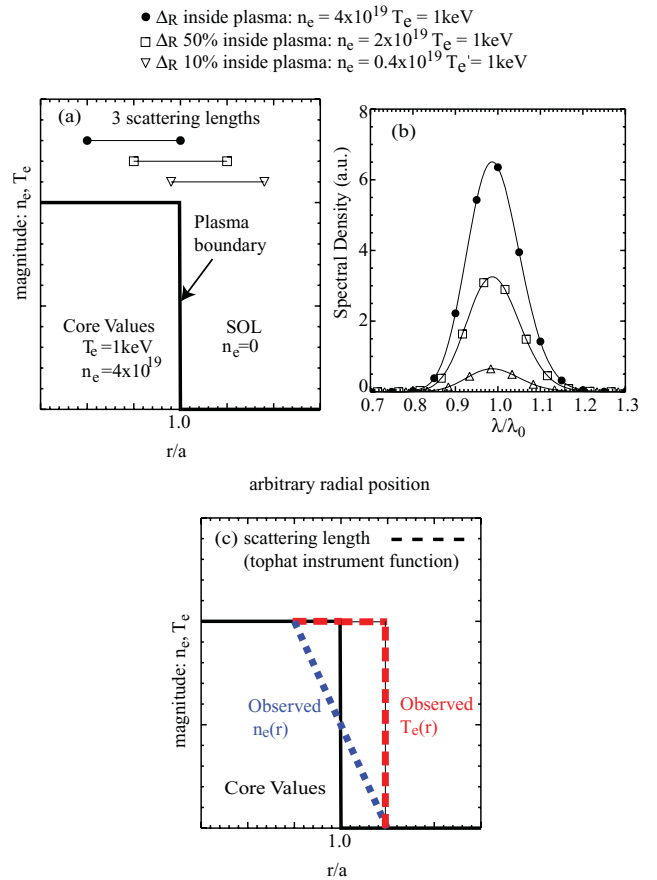 ● ΔR inside plasma: nₑ = 4x10¹⁹ Tₑ = 1keV
□ ΔR 50% inside plasma: nₑ = 2x10¹⁹ Tₑ = 1keV
▽ ΔR 10% inside plasma: nₑ = 0.4x10¹⁹ Tₑ' = 1keV
(a)
3 scattering lengths
magnitude: nₑ, Tₑ
Plasma
boundary
Core Values
Tₑ=1keV
nₑ=4x10¹⁹
SOL
nₑ=0
1.0
r/a
(b)
Spectral Density (a.u.)
8
6
4
2
0.0
0.7 0.8 0.9 1.0 1.1 1.2 1.3
λ/λ₀
arbitrary radial position
(c) scattering length
(tophat instrument function)
magnitude: nₑ, Tₑ
Observed
nₑ(r)
Observed
Tₑ(r)
Core Values
1.0
r/a